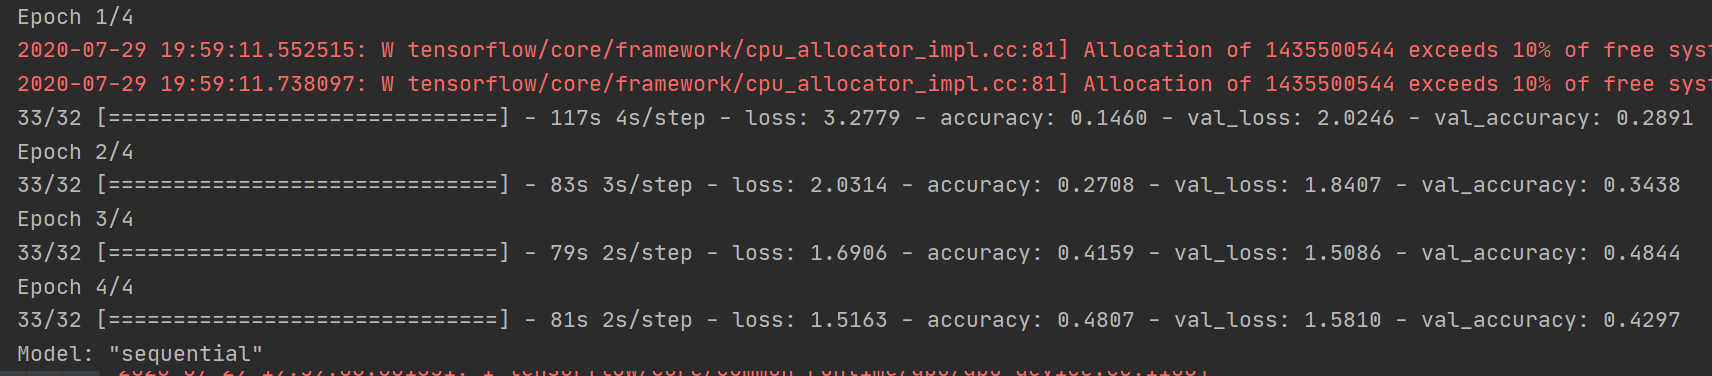 Epoch 1/4
2020-07-29 19:59:11.552515: W tensorflow/core/framework/cpu_allocator_impl.cc:81] Allocation of 1435500544 exceeds 10% of free syst
2020-07-29 19:59:11.738097: W tensorflow/core/framework/cpu_allocator_impl.cc:81] Allocation of 1435500544 exceeds 10% of free syst
33/32 [==============================] - 117s 4s/step - loss: 3.2779 - accuracy: 0.1460 - val_loss: 2.0246 - val_accuracy: 0.2891
Epoch 2/4
33/32 [==============================] - 83s 3s/step - loss: 2.0314 - accuracy: 0.2708 - val_loss: 1.8407 - val_accuracy: 0.3438
Epoch 3/4
33/32 [==============================] - 79s 2s/step - loss: 1.6906 - accuracy: 0.4159 - val_loss: 1.5086 - val_accuracy: 0.4844
Epoch 4/4
33/32 [==============================] - 81s 2s/step - loss: 1.5163 - accuracy: 0.4807 - val_loss: 1.5810 - val_accuracy: 0.4297
Model: "sequential"